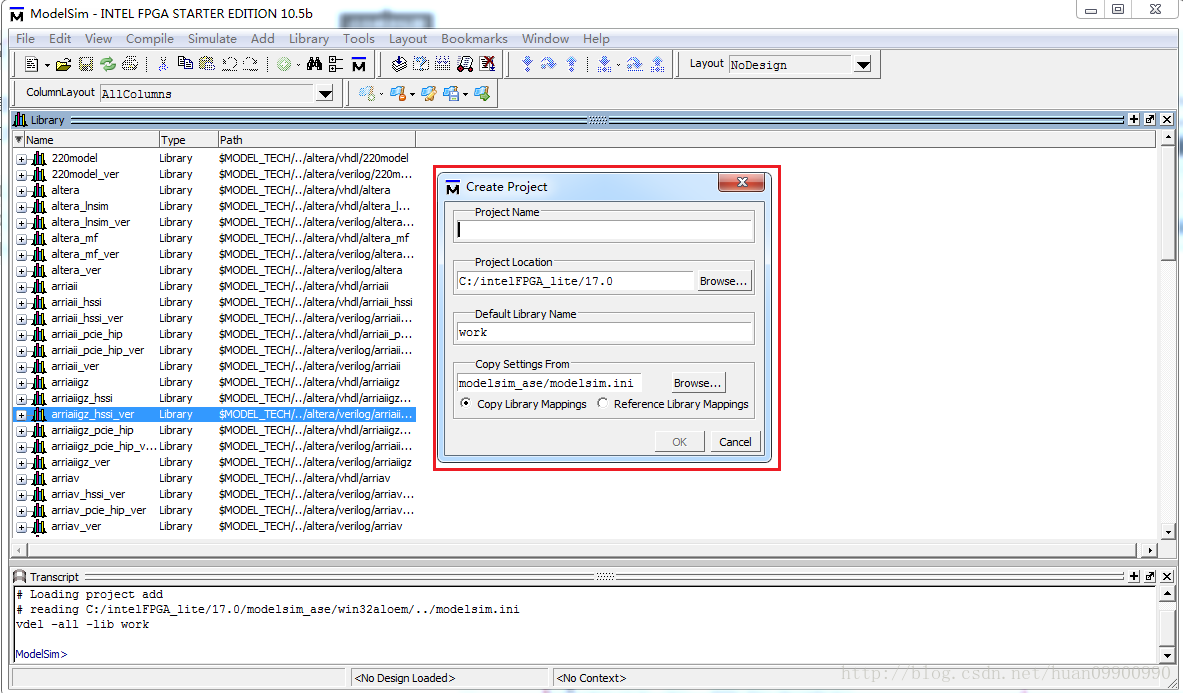 ModelSim - INTEL FPGA STARTER EDITION 10.5b
File Edit View Compile Simulate Add Library Tools Layout Bookmarks Window Help
Layout NoDesign
ColumnLayout AllColumns
Library
Name Type Path
220model Library $MODEL_TECH/../altera/vhdl/220model
220model_ver Library $MODEL_TECH/../altera/verilog/220m...
altera Library $MODEL_TECH/../altera/vhdl/altera
altera_lnsim Library $MODEL_TECH/../altera/vhdl/altera_l...
altera_lnsim_ver Library $MODEL_TECH/../altera/verilog/altera...
altera_mf Library $MODEL_TECH/../altera/vhdl/altera_mf
altera_mf_ver Library $MODEL_TECH/../altera/verilog/altera...
altera_ver Library $MODEL_TECH/../altera/verilog/altera
arriaii Library $MODEL_TECH/../altera/vhdl/arriaii
arriaii_hssi Library $MODEL_TECH/../altera/vhdl/arriaii_hssi
arriaii_hssi_ver Library $MODEL_TECH/../altera/verilog/arriaii...
arriaii_pcie_hip Library $MODEL_TECH/../altera/vhdl/arriaii_p...
arriaii_pcie_hip_ver Library $MODEL_TECH/../altera/verilog/arriaii...
arriaii_ver Library $MODEL_TECH/../altera/verilog/arriaii
arriaiigz Library $MODEL_TECH/../altera/vhdl/arriaiigz
arriaiigz_hssi Library $MODEL_TECH/../altera/vhdl/arriaiigz...
arriaiigz_hssi_ver Library $MODEL_TECH/../altera/verilog/arriaii...
arriaiigz_pcie_hip Library $MODEL_TECH/../altera/vhdl/arriaiigz...
arriaiigz_pcie_hip_v... Library $MODEL_TECH/../altera/verilog/arriaii...
arriaiigz_ver Library $MODEL_TECH/../altera/verilog/arriaiigz
arriav Library $MODEL_TECH/../altera/vhdl/arriav
arriav_hssi_ver Library $MODEL_TECH/../altera/verilog/arriav...
arriav_pcie_hip_ver Library $MODEL_TECH/../altera/verilog/arriav...
arriav_ver Library $MODEL_TECH/../altera/verilog/arriav
Create Project
Project Name
Project Location
C:/intelFPGA_lite/17.0 Browse...
Default Library Name
work
Copy Settings From
modelsim_ase/modelsim.ini Browse...
Copy Library Mappings Reference Library Mappings
OK Cancel
Transcript
# Loading project add
# reading C:/intelFPGA_lite/17.0/modelsim_ase/win32aloem/../modelsim.ini
vdel -all -lib work
ModelSim>
<No Design Loaded> <No Context>
http://blog.csdn.net/huan09900990